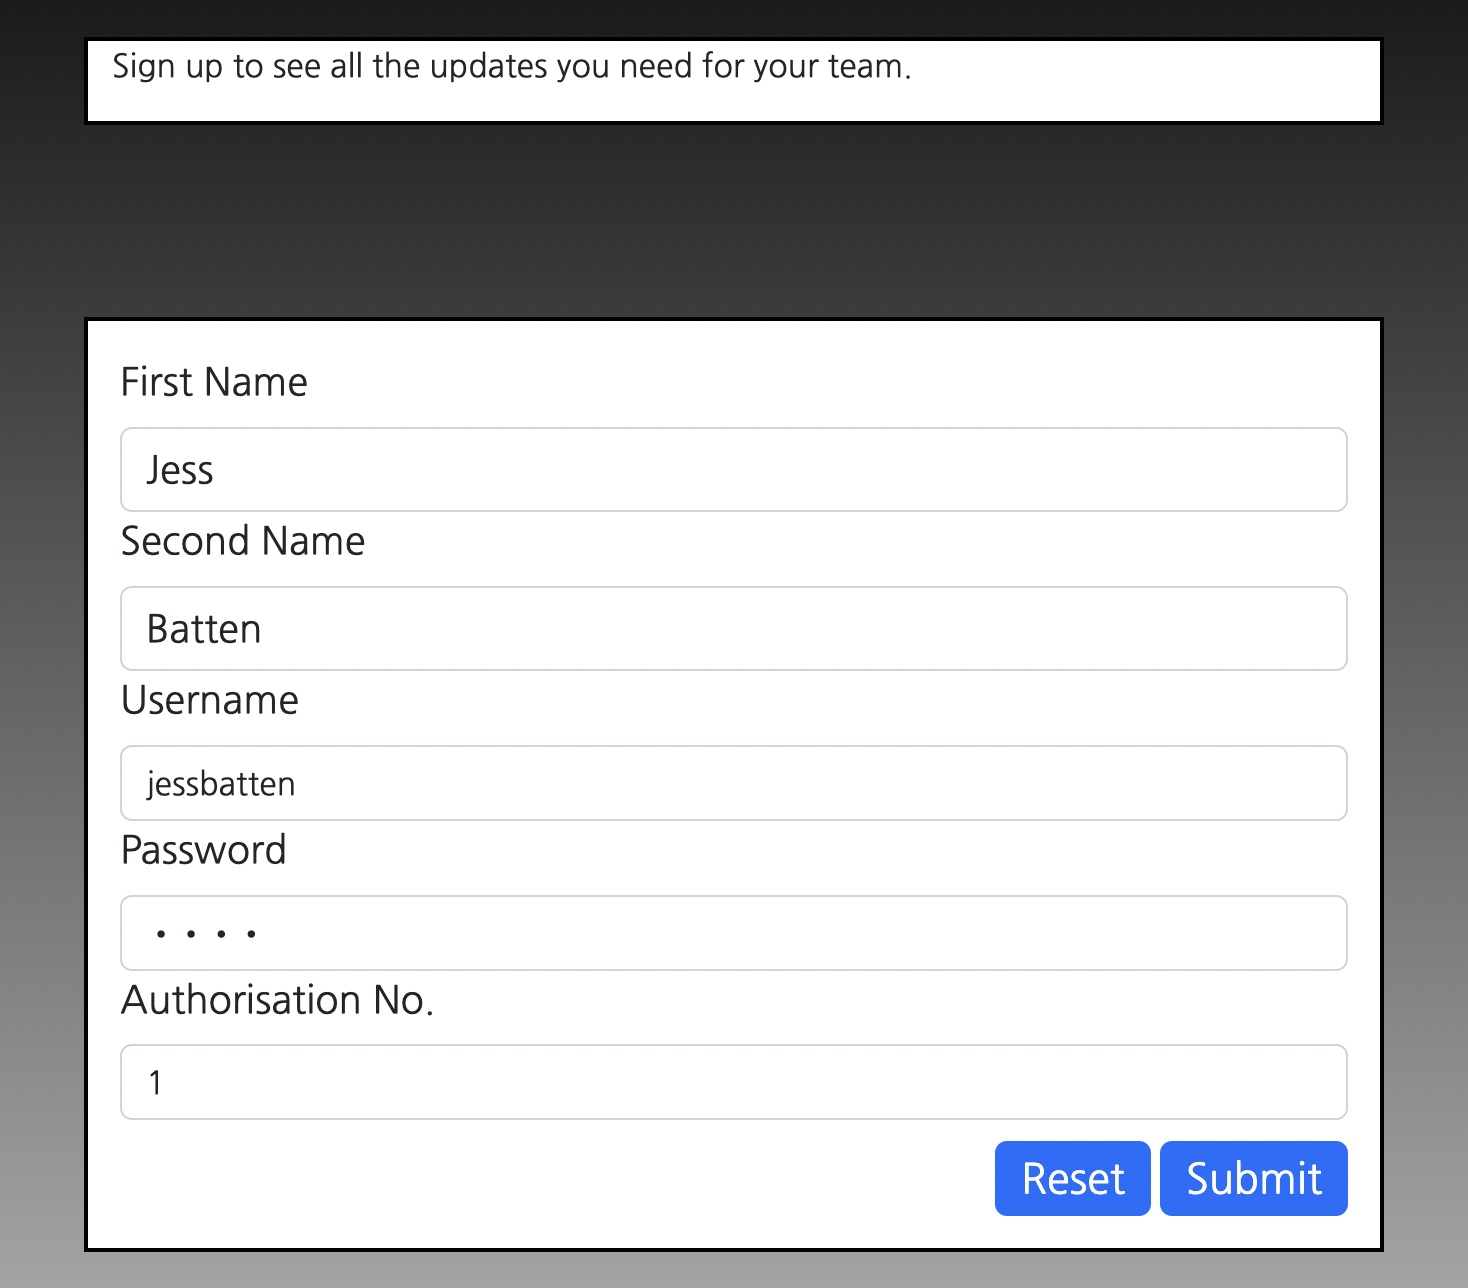 Sign up to see all the updates you need for your team.
First Name
Jess
Second Name
Batten
Username
jessbatten
Password
••••
Authorisation No.
1
Reset Submit